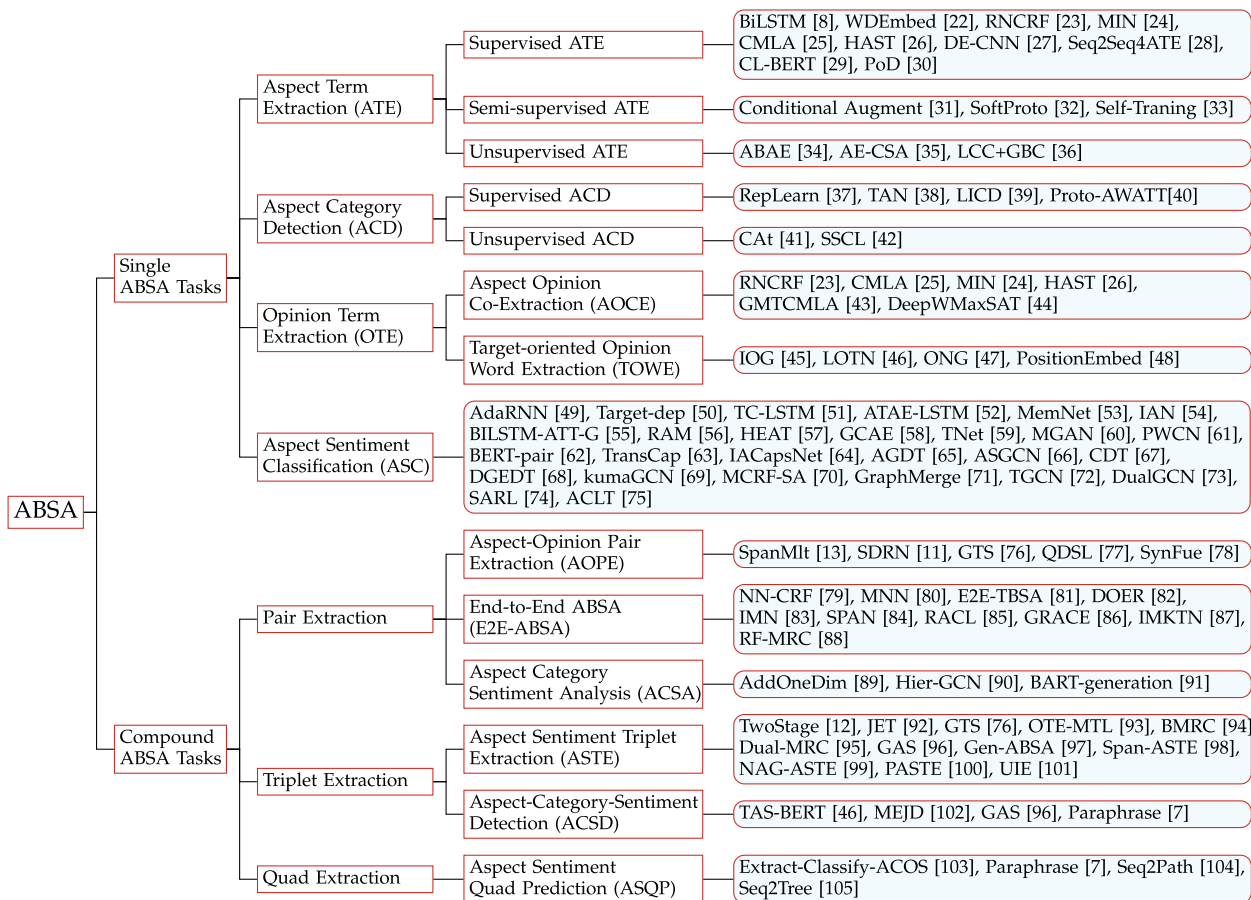 ABSA
Single
ABSA Tasks
Aspect Term
Extraction (ATE)
Supervised ATE
BiLSTM [8], WDEmbed [22], RNCRF [23], MIN [24],
CMLA [25], HAST [26], DE-CNN [27], Seq2Seq4ATE [28],
CL-BERT [29], PoD [30]
Semi-supervised ATE
Conditional Augment [31], SoftProto [32], Self-Traning [33]
Unsupervised ATE
ABAE [34], AE-CSA [35], LCC+GBC [36]
Aspect Category
Detection (ACD)
Supervised ACD
RepLearn [37], TAN [38], LICD [39], Proto-AWATT[40]
Unsupervised ACD
CAt [41], SSCL [42]
Opinion Term
Extraction (OTE)
Aspect Opinion
Co-Extraction (AOCE)
RNCRF [23], CMLA [25], MIN [24], HAST [26],
GMTCMLA [43], DeepWMaxSAT [44]
Target-oriented Opinion
Word Extraction (TOWE)
IOG [45], LOTN [46], ONG [47], PositionEmbed [48]
Aspect Sentiment
Classification (ASC)
AdaRNN [49], Target-dep [50], TC-LSTM [51], ATAE-LSTM [52], MemNet [53], IAN [54],
BILSTM-ATT-G [55], RAM [56], HEAT [57], GCAE [58], TNet [59], MGAN [60], PWCN [61],
BERT-pair [62], TransCap [63], IACapsNet [64], AGDT [65], ASGCN [66], CDT [67],
DGEDT [68], kumaGCN [69], MCRF-SA [70], GraphMerge [71], TGCN [72], DualGCN [73],
SARL [74], ACLT [75]
Compound
ABSA Tasks
Pair Extraction
Aspect-Opinion Pair
Extraction (AOPE)
SpanMlt [13], SDRN [11], GTS [76], QDSL [77], SynFue [78]
End-to-End ABSA
(E2E-ABSA)
NN-CRF [79], MNN [80], E2E-TBSA [81], DOER [82],
IMN [83], SPAN [84], RACL [85], GRACE [86], IMKTN [87],
RF-MRC [88]
Aspect Category
Sentiment Analysis (ACSA)
AddOneDim [89], Hier-GCN [90], BART-generation [91]
Triplet Extraction
Aspect Sentiment Triplet
Extraction (ASTE)
TwoStage [12], JET [92], GTS [76], OTE-MTL [93], BMRC [94]
Dual-MRC [95], GAS [96], Gen-ABSA [97], Span-ASTE [98],
NAG-ASTE [99], PASTE [100], UIE [101]
Aspect-Category-Sentiment
Detection (ACSD)
TAS-BERT [46], MEJD [102], GAS [96], Paraphrase [7]
Quad Extraction
Aspect Sentiment
Quad Prediction (ASQP)
Extract-Classify-ACOS [103], Paraphrase [7], Seq2Path [104],
Seq2Tree [105]